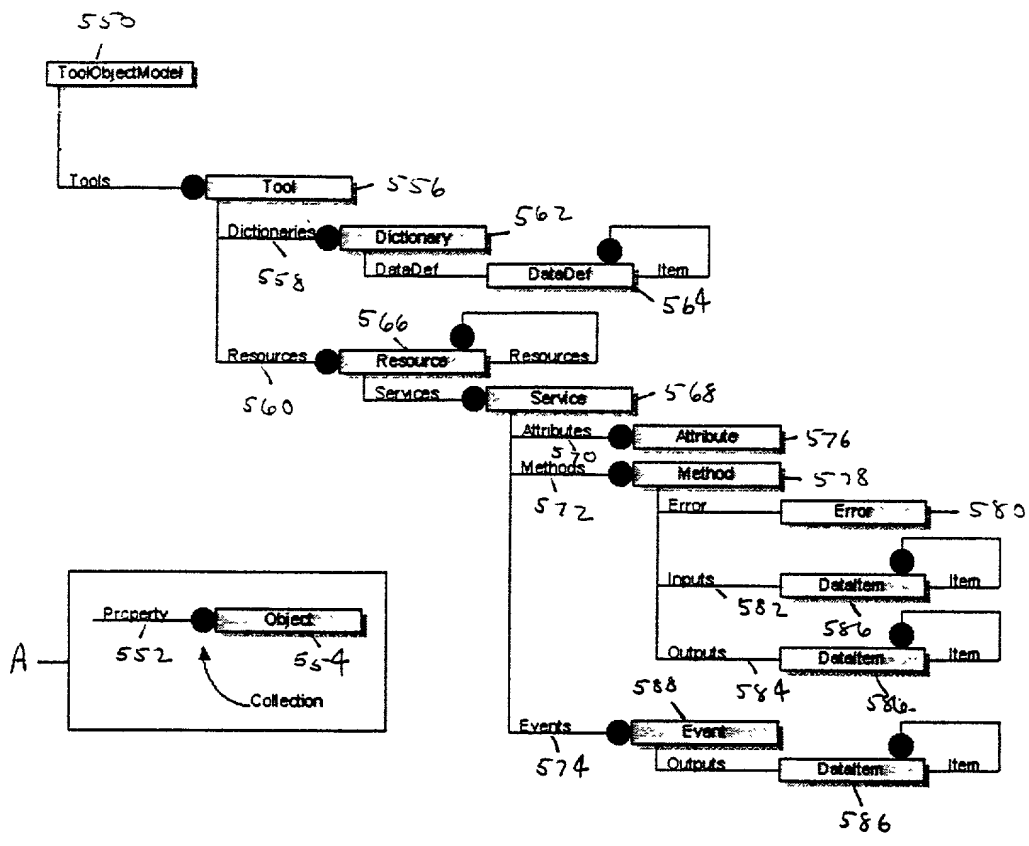 550
ToolObjectModel
Tools Tool 556
Dictionaries Dictionary 562
558 DataDef DataDef Item
564
566
Resources Resource Resources
560 Services Service 568
Attributes Attribute 576
570
Methods Method 578
572 Error Error 580
Inputs DataItem Item
582 586
Property Object
552 554
A
Collection
Outputs DataItem Item
584 586
588
Events Event
574 Outputs DataItem Item
586